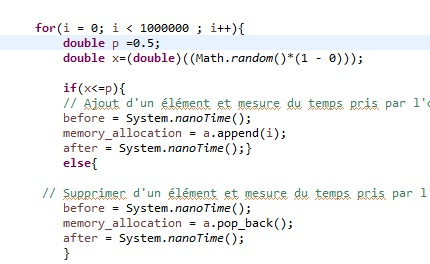 for(i = 0; i < 1000000 ; i++){
double p =0.5;
double x=(double)((Math.random()*(1 - 0)));
if(x<=p){
// Ajout d'un élément et mesure du temps pris par l'
before = System.nanoTime();
memory_allocation = a.append(i);
after = System.nanoTime();}
else{
// Supprimer d'un élément et mesure du temps pris par l
before = System.nanoTime();
memory_allocation = a.pop_back();
after = System.nanoTime();
}